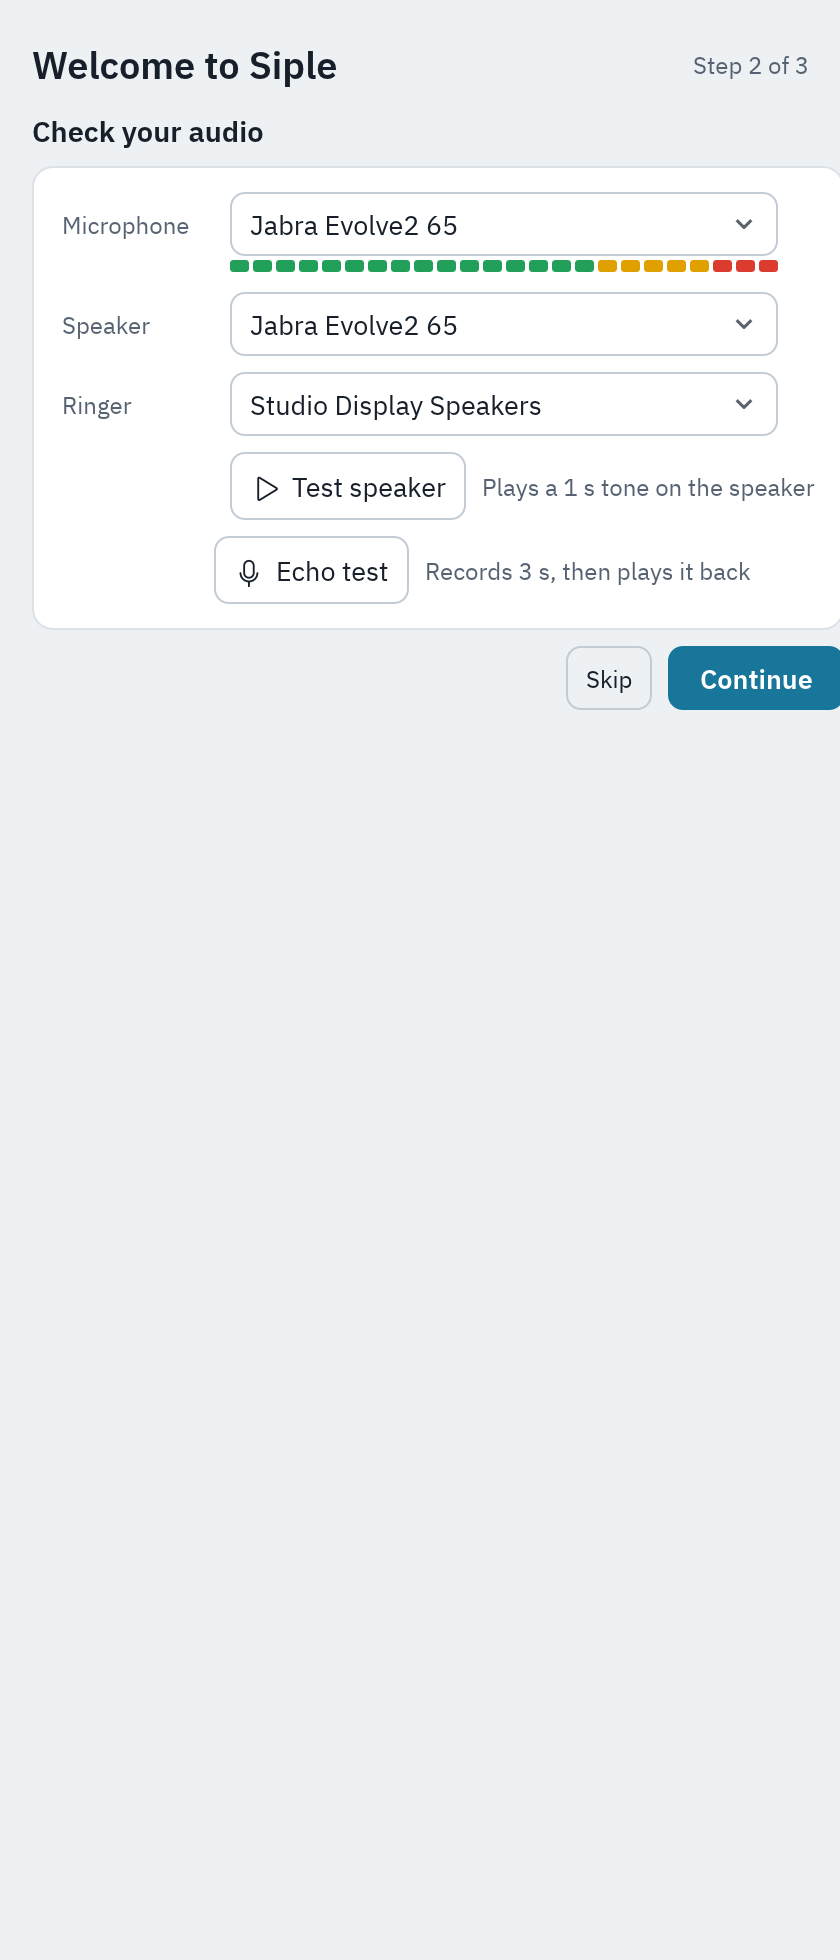 Welcome to Siple
Step 2 of 3
Check your audio
Microphone
Jabra Evolve2 65
Speaker
Jabra Evolve2 65
Ringer
Studio Display Speakers
Test speaker
Plays a 1 s tone on the speaker
Echo test
Records 3 s, then plays it back
Skip
Continue